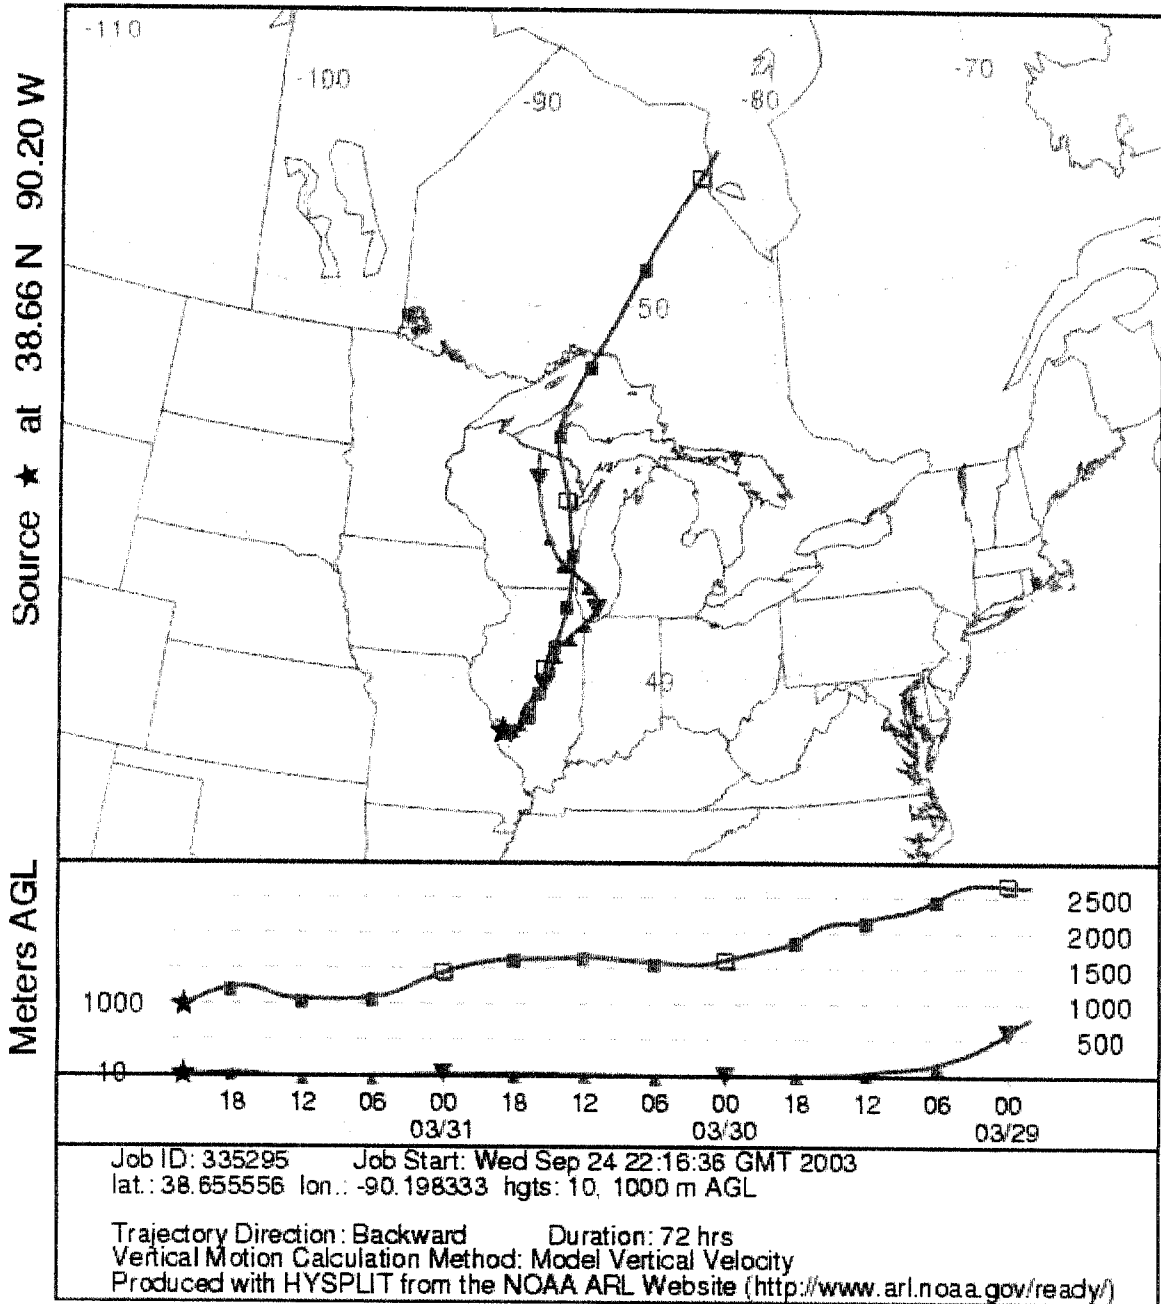 -110
-100
-90
-80
-70
50
40
Source ★ at 38.66 N 90.20 W
Meters AGL
1000
10
2500
2000
1500
1000
500
18 12 06 00 18 12 06 00 18 12 06 00
03/31 03/30 03/29
Job ID: 335295 Job Start: Wed Sep 24 22:16:36 GMT 2003
lat.: 38.655556 lon.: -90.198333 hgts: 10, 1000 m AGL
Trajectory Direction: Backward Duration: 72 hrs
Vertical Motion Calculation Method: Model Vertical Velocity
Produced with HYSPLIT from the NOAA ARL Website (http://www.arl.noaa.gov/ready/)